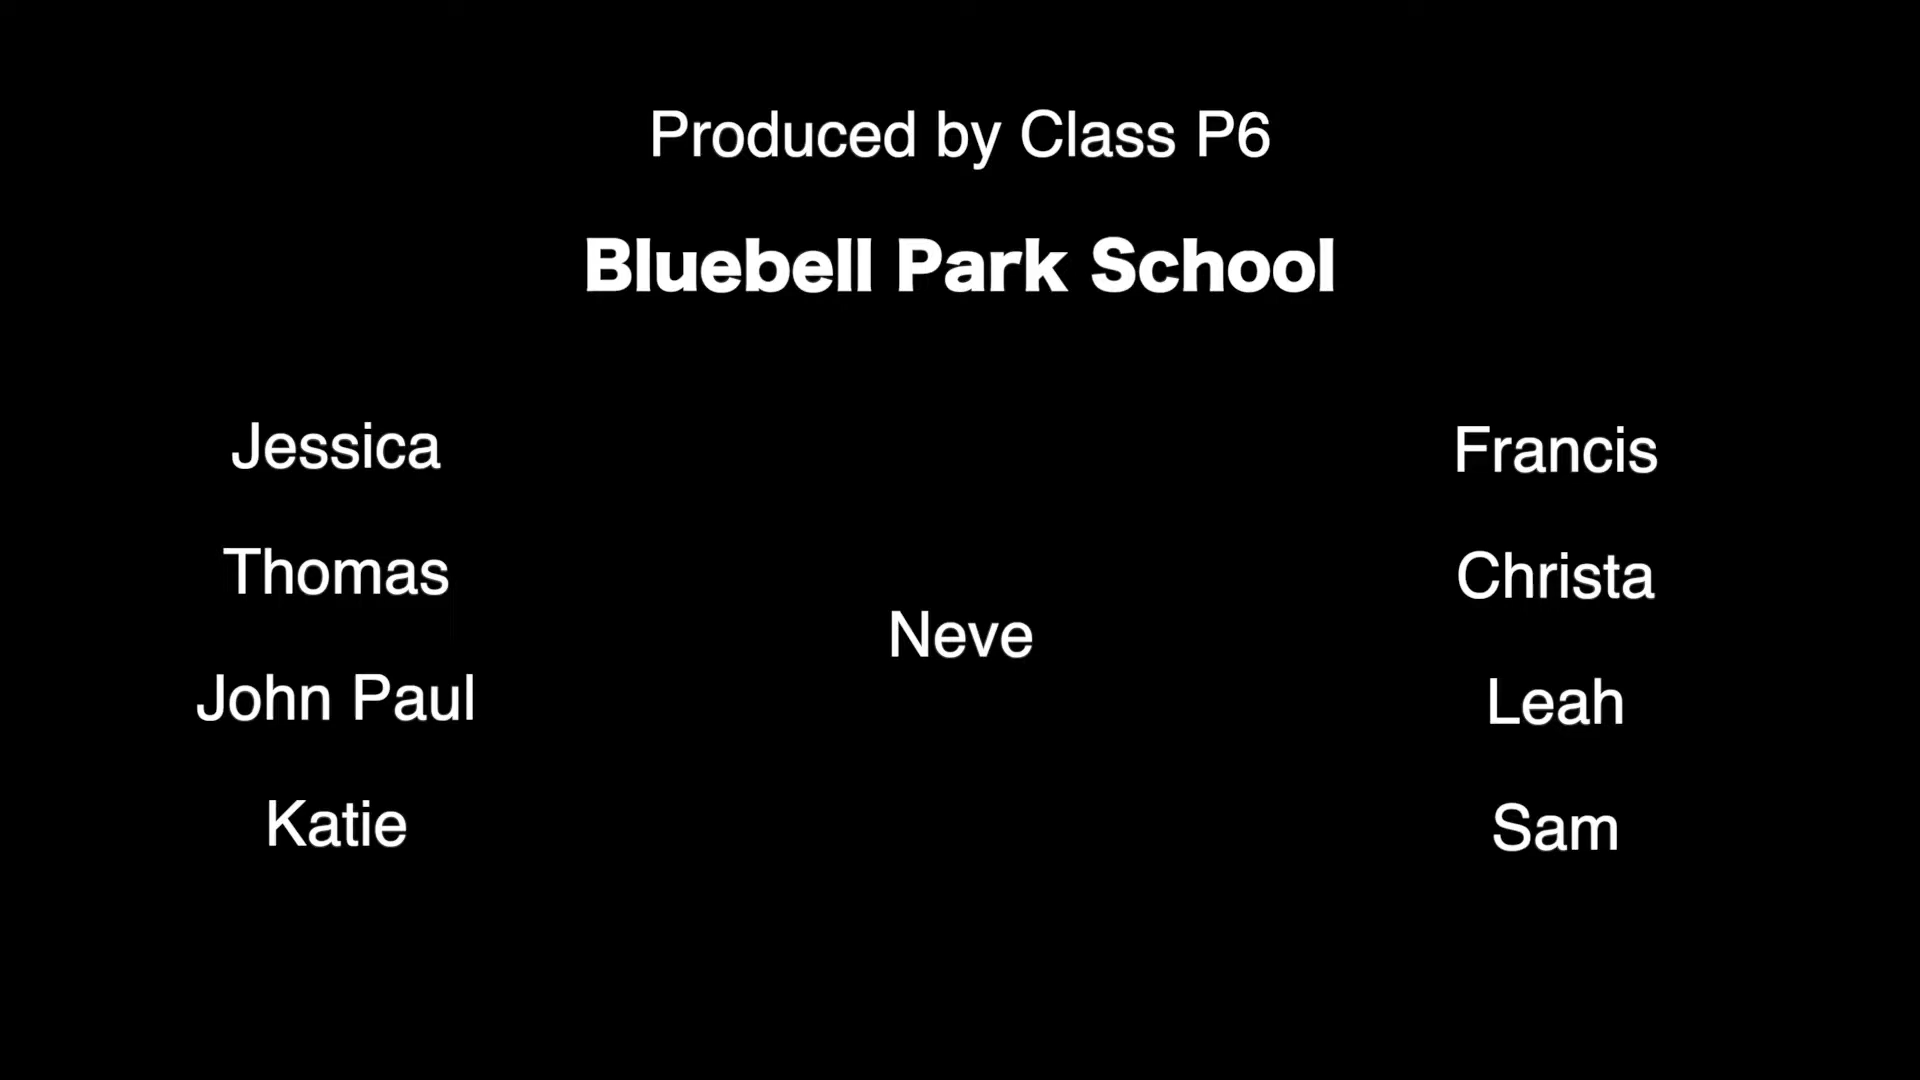 Produced by Class P6
Bluebell Park School
Jessica
Thomas
John Paul
Katie
Neve
Francis
Christa
Leah
Sam